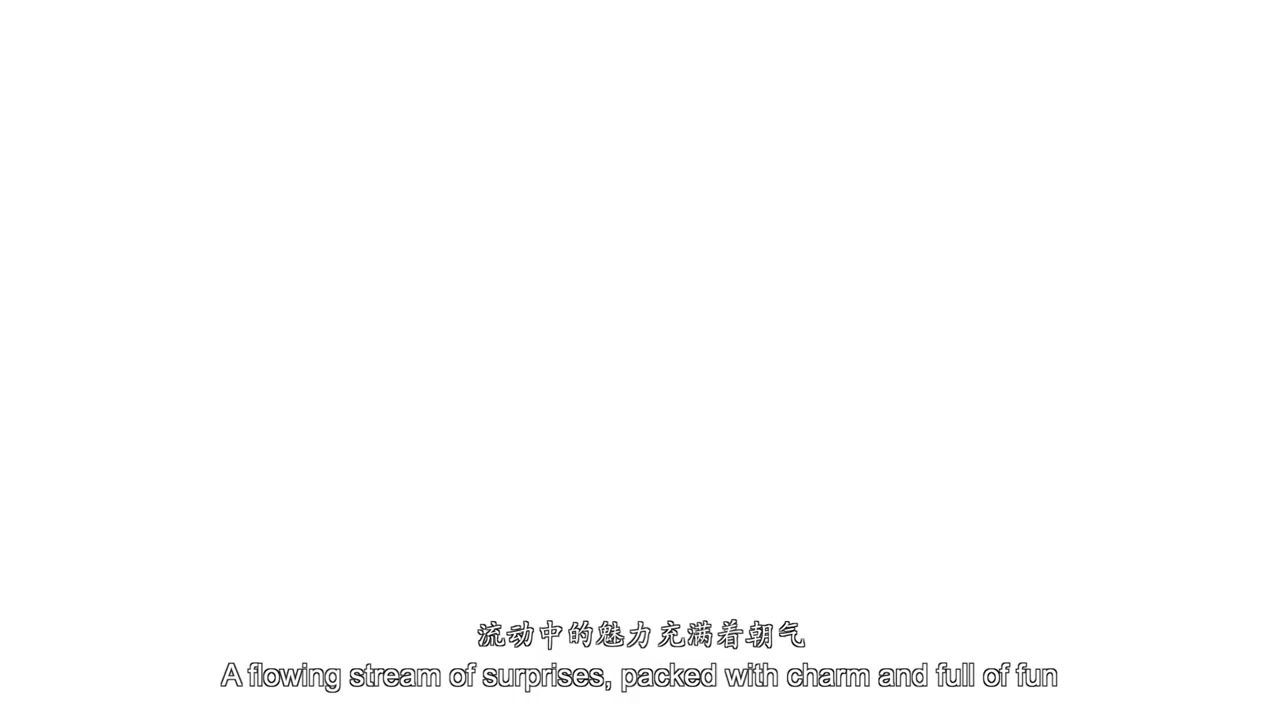 流动中的魅力充满着朝气
A flowing stream of surprises, packed with charm and full of fun